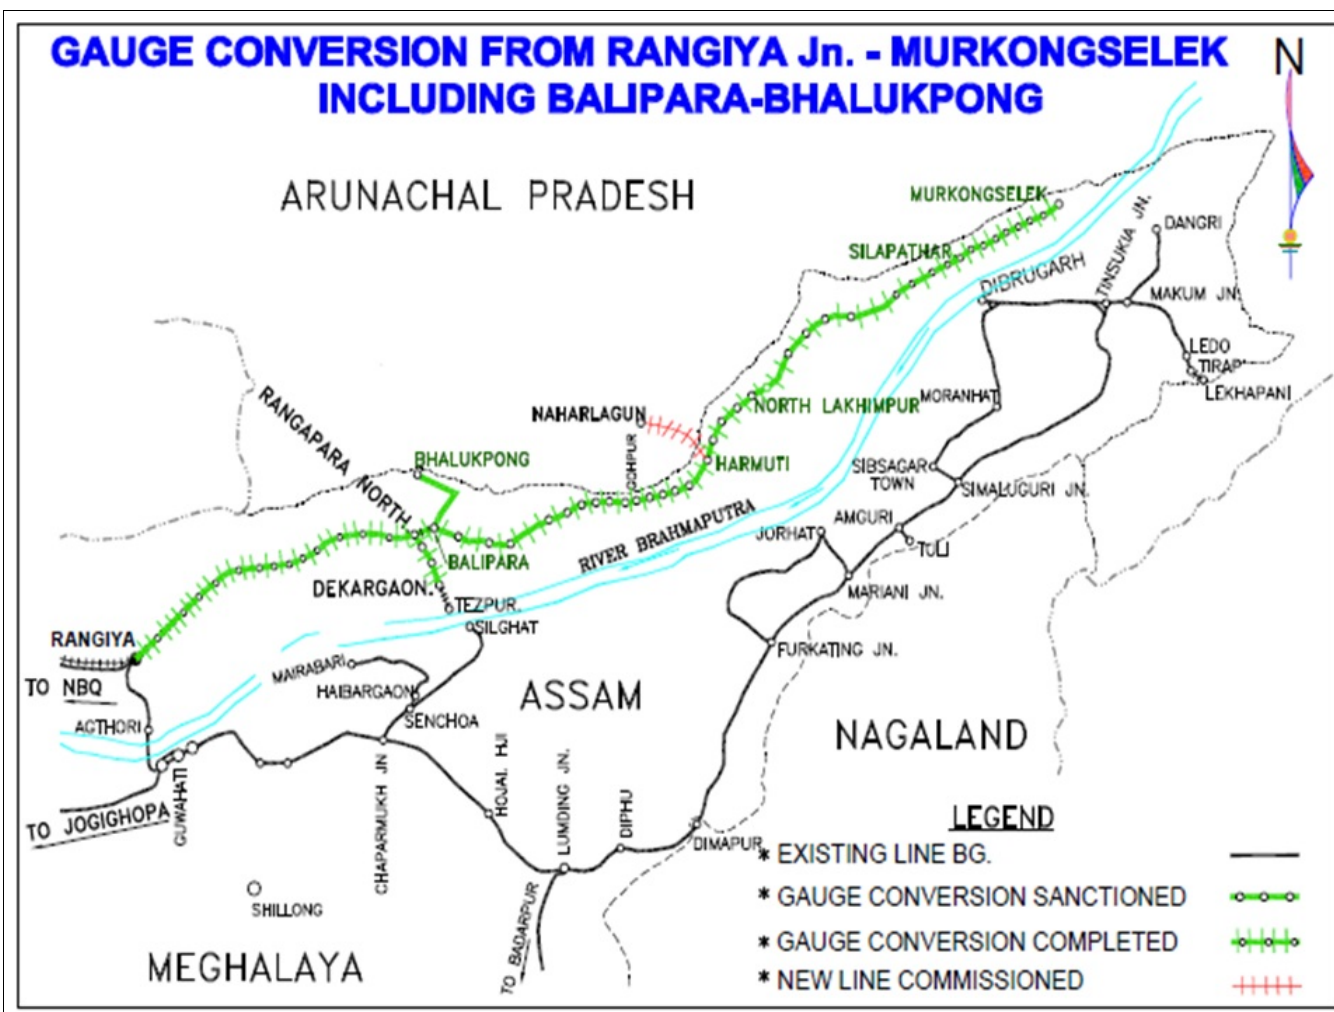 GAUGE CONVERSION FROM RANGIYA Jn. - MURKONGSELEK
INCLUDING BALIPARA-BHALUKPONG
N
ARUNACHAL PRADESH
MURKONGSELEK
SILAPATHAR
DIBRUGARH
TINSUKIA JN.
DANGRI
MAKUM JN.
LEDO
TIRAP
LEKHAPANI
RANGAPARA NORTH
NAHARLAGUN
GOHPUR
NORTH LAKHIMPUR
MORANHAT
BHALUKPONG
HARMUTI
SIBSAGAR
TOWN
SIMALUGURI JN.
RIVER BRAHMAPUTRA
JORHAT
AMGURI
TULI
BALIPARA
DEKARGAON.
TEZPUR.
MARIANI JN.
SILGHAT
RANGIYA
FURKATING JN.
MAIRABARI
TO NBQ
HAIBARGAON
ASSAM
AGTHORI
SENCHOA
NAGALAND
HOJAI. HJI
LUMDING JN.
DIPHU
TO JOGIGHOPA
GUWAHATI
CHAPARMUKH JN
DIMAPUR
SHILLONG
TO BADARPUR
MEGHALAYA
LEGEND
* EXISTING LINE BG.
* GAUGE CONVERSION SANCTIONED
* GAUGE CONVERSION COMPLETED
* NEW LINE COMMISSIONED